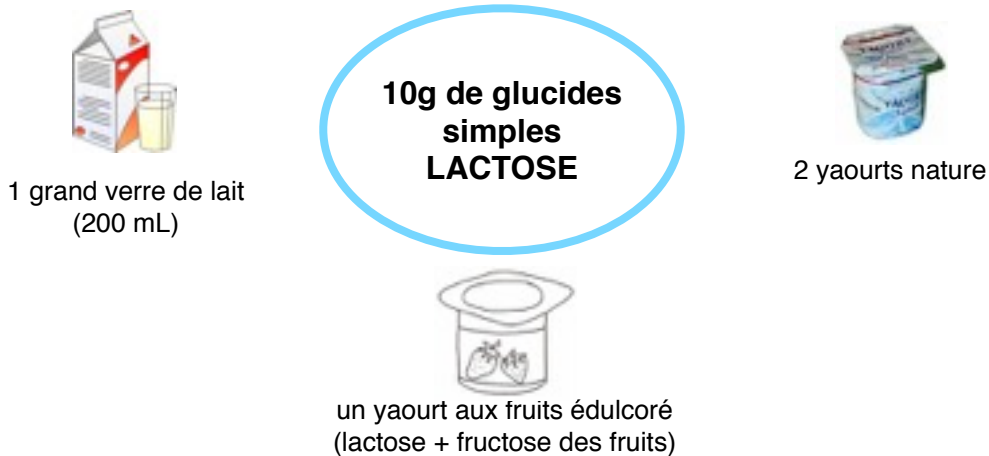 10g de glucides
simples
LACTOSE
1 grand verre de lait
(200 mL)
2 yaourts nature
un yaourt aux fruits édulcoré
(lactose + fructose des fruits)